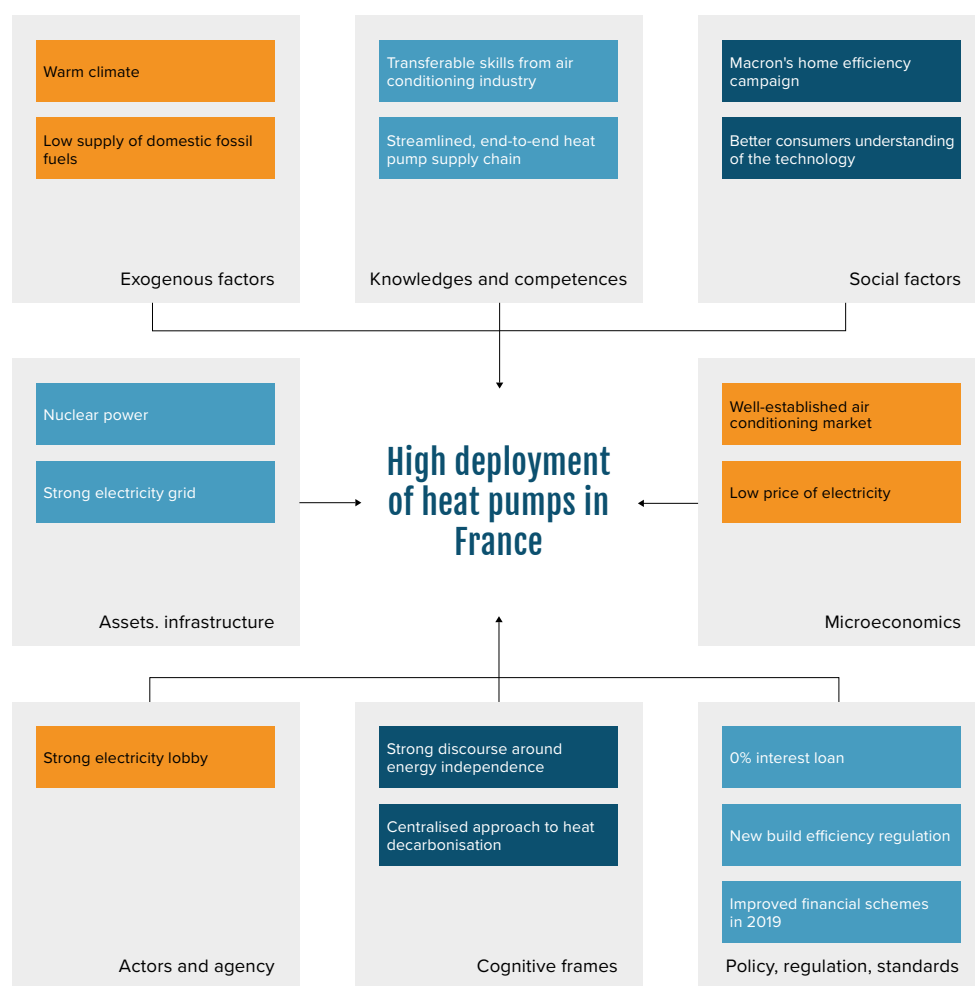 Warm climate
Low supply of domestic fossil
fuels
Exogenous factors
Transferable skills from air
conditioning industry
Streamlined, end-to-end heat
pump supply chain
Knowledges and competences
Macron's home efficiency
campaign
Better consumers understanding
of the technology
Social factors
Nuclear power
Strong electricity grid
Assets. infrastructure
High deployment
of heat pumps in
France
Well-established air
conditioning market
Low price of electricity
Microeconomics
Strong electricity lobby
Actors and agency
Strong discourse around
energy independence
Centralised approach to heat
decarbonisation
Cognitive frames
0% interest loan
New build efficiency regulation
Improved financial schemes
in 2019
Policy, regulation, standards